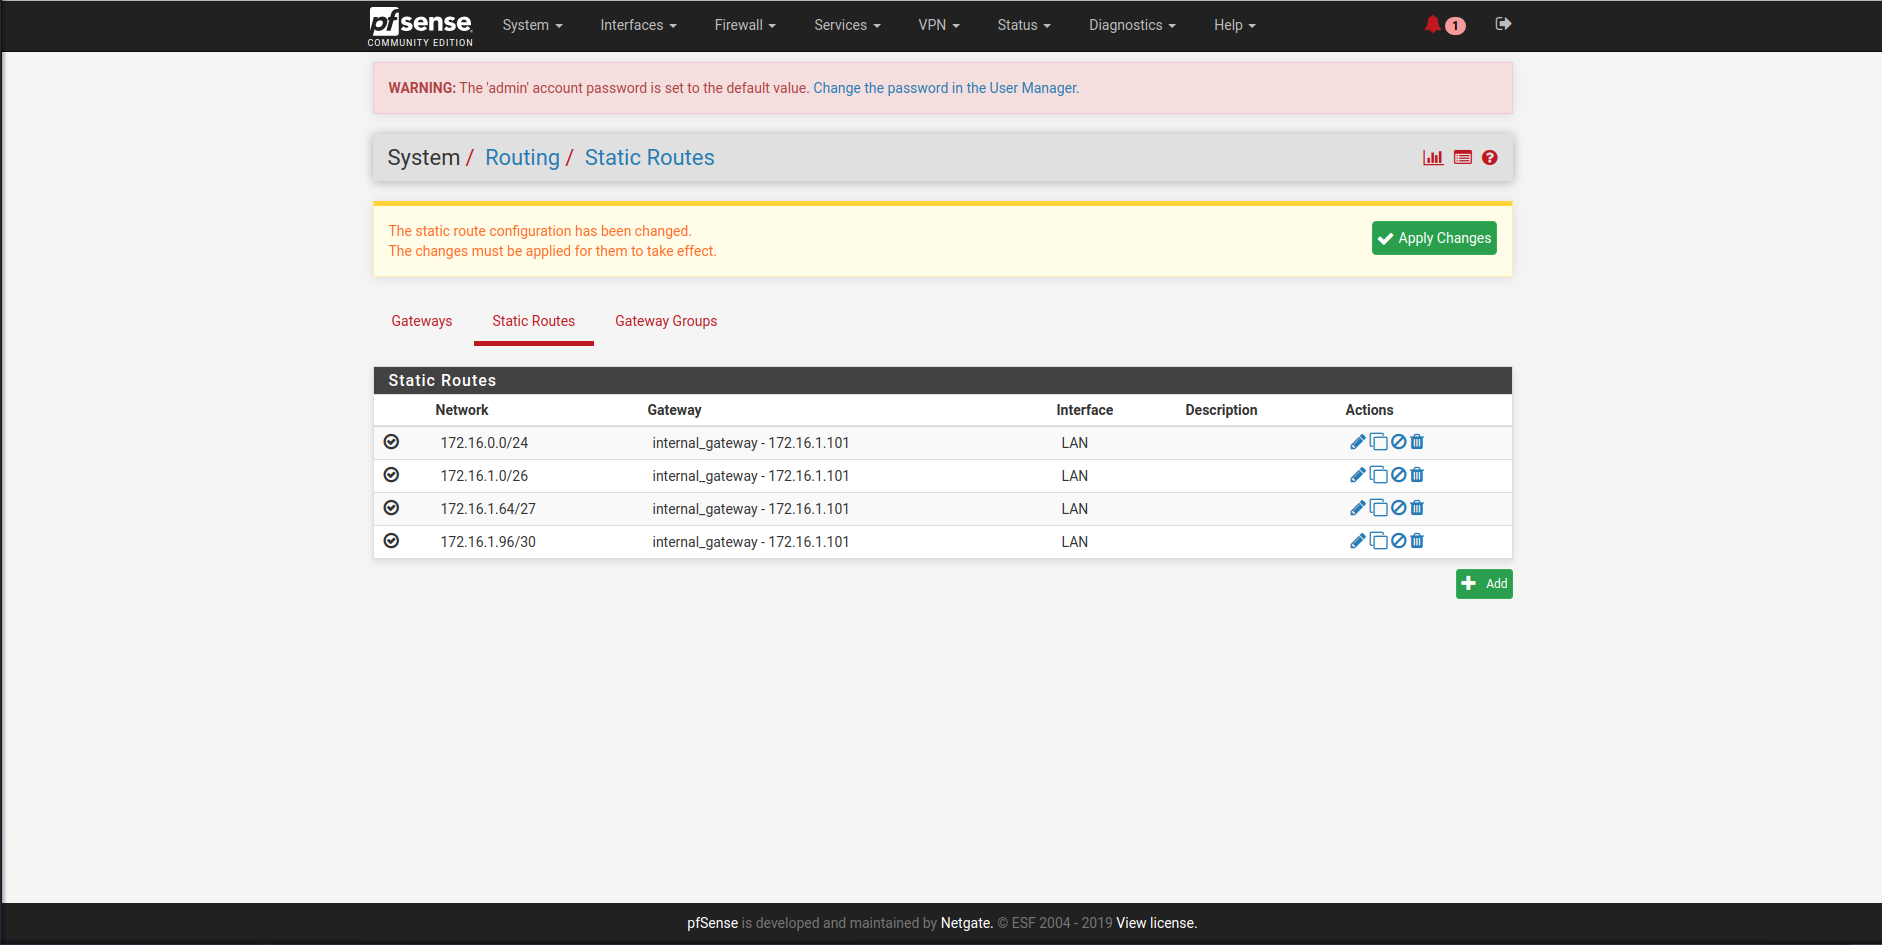 pfsense System Interfaces Firewall Services VPN Status Diagnostics Help 1
COMMUNITY EDITION
WARNING: The 'admin' account password is set to the default value. Change the password in the User Manager.
System / Routing / Static Routes
The static route configuration has been changed.
The changes must be applied for them to take effect.
Apply Changes
Gateways Static Routes Gateway Groups
Static Routes
Network Gateway Interface Description Actions
172.16.0.0/24 internal_gateway - 172.16.1.101 LAN
172.16.1.0/26 internal_gateway - 172.16.1.101 LAN
172.16.1.64/27 internal_gateway - 172.16.1.101 LAN
172.16.1.96/30 internal_gateway - 172.16.1.101 LAN
Add
pfSense is developed and maintained by Netgate. © ESF 2004 - 2019 View license.